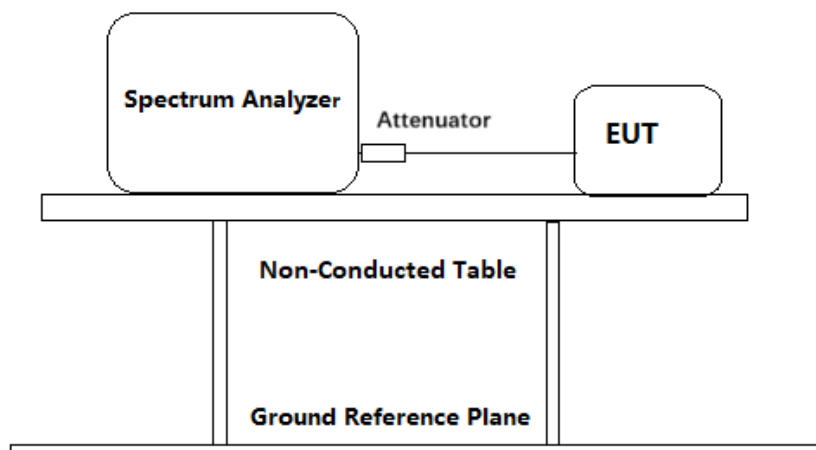 Spectrum Analyzer
Attenuator
EUT
Non-Conducted Table
Ground Reference Plane